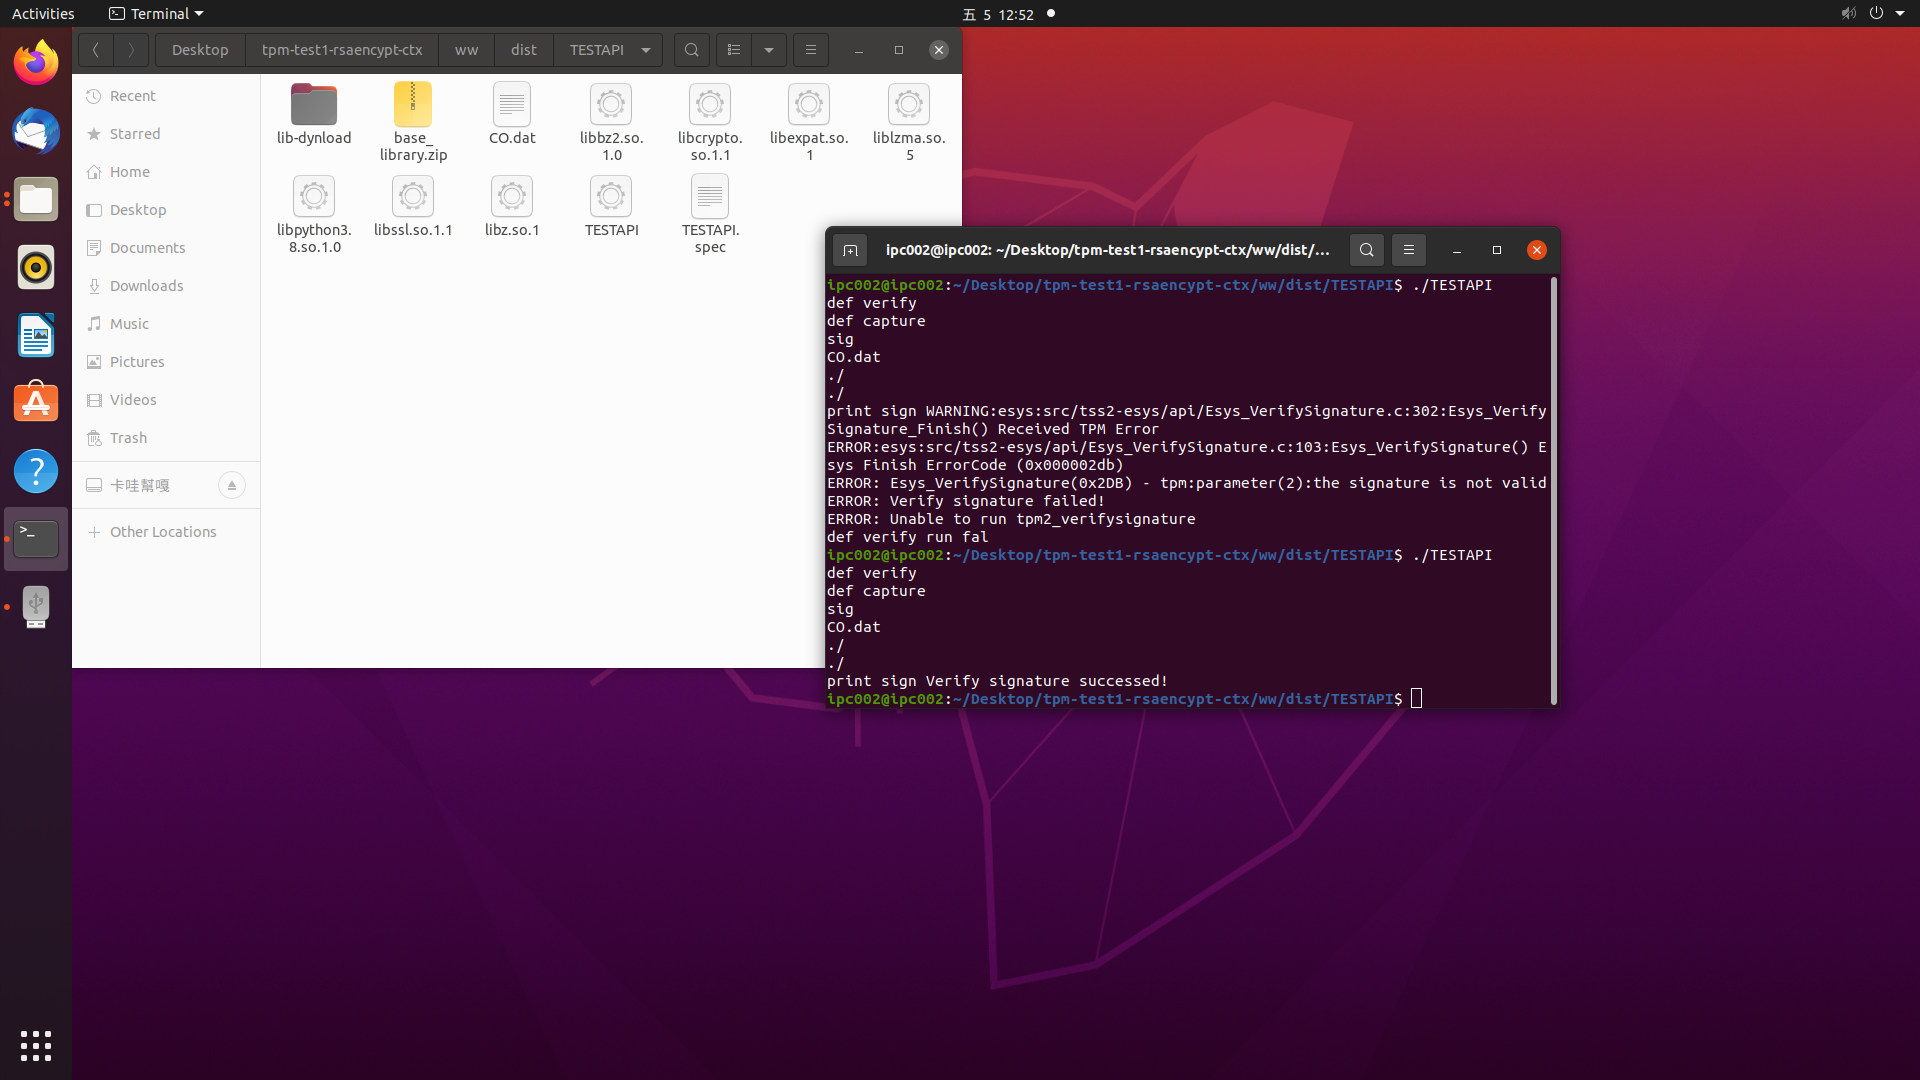 Activities
Terminal
五 5 12:52
Desktop
tpm-test1-rsaencypt-ctx
ww
dist
TESTAPI
Recent
Starred
Home
Desktop
Documents
Downloads
Music
Pictures
Videos
Trash
卡哇幫嘎
Other Locations
lib-dynload
base_
library.zip
CO.dat
libbz2.so.
1.0
libcrypto.
so.1.1
libexpat.so.
1
liblzma.so.
5
libpython3.
8.so.1.0
libssl.so.1.1
libz.so.1
TESTAPI
TESTAPI.
spec
ipc002@ipc002: ~/Desktop/tpm-test1-rsaencypt-ctx/ww/dist/...
ipc002@ipc002:~/Desktop/tpm-test1-rsaencypt-ctx/ww/dist/TESTAPI$ ./TESTAPI
def verify
def capture
sig
CO.dat
./
./
print sign WARNING:esys:src/tss2-esys/api/Esys_VerifySignature.c:302:Esys_Verify
Signature_Finish() Received TPM Error
ERROR:esys:src/tss2-esys/api/Esys_VerifySignature.c:103:Esys_VerifySignature() E
sys Finish ErrorCode (0x000002db)
ERROR: Esys_VerifySignature(0x2DB) - tpm:parameter(2):the signature is not valid
ERROR: Verify signature failed!
ERROR: Unable to run tpm2_verifysignature
def verify run fal
ipc002@ipc002:~/Desktop/tpm-test1-rsaencypt-ctx/ww/dist/TESTAPI$ ./TESTAPI
def verify
def capture
sig
CO.dat
./
./
print sign Verify signature successed!
ipc002@ipc002:~/Desktop/tpm-test1-rsaencypt-ctx/ww/dist/TESTAPI$